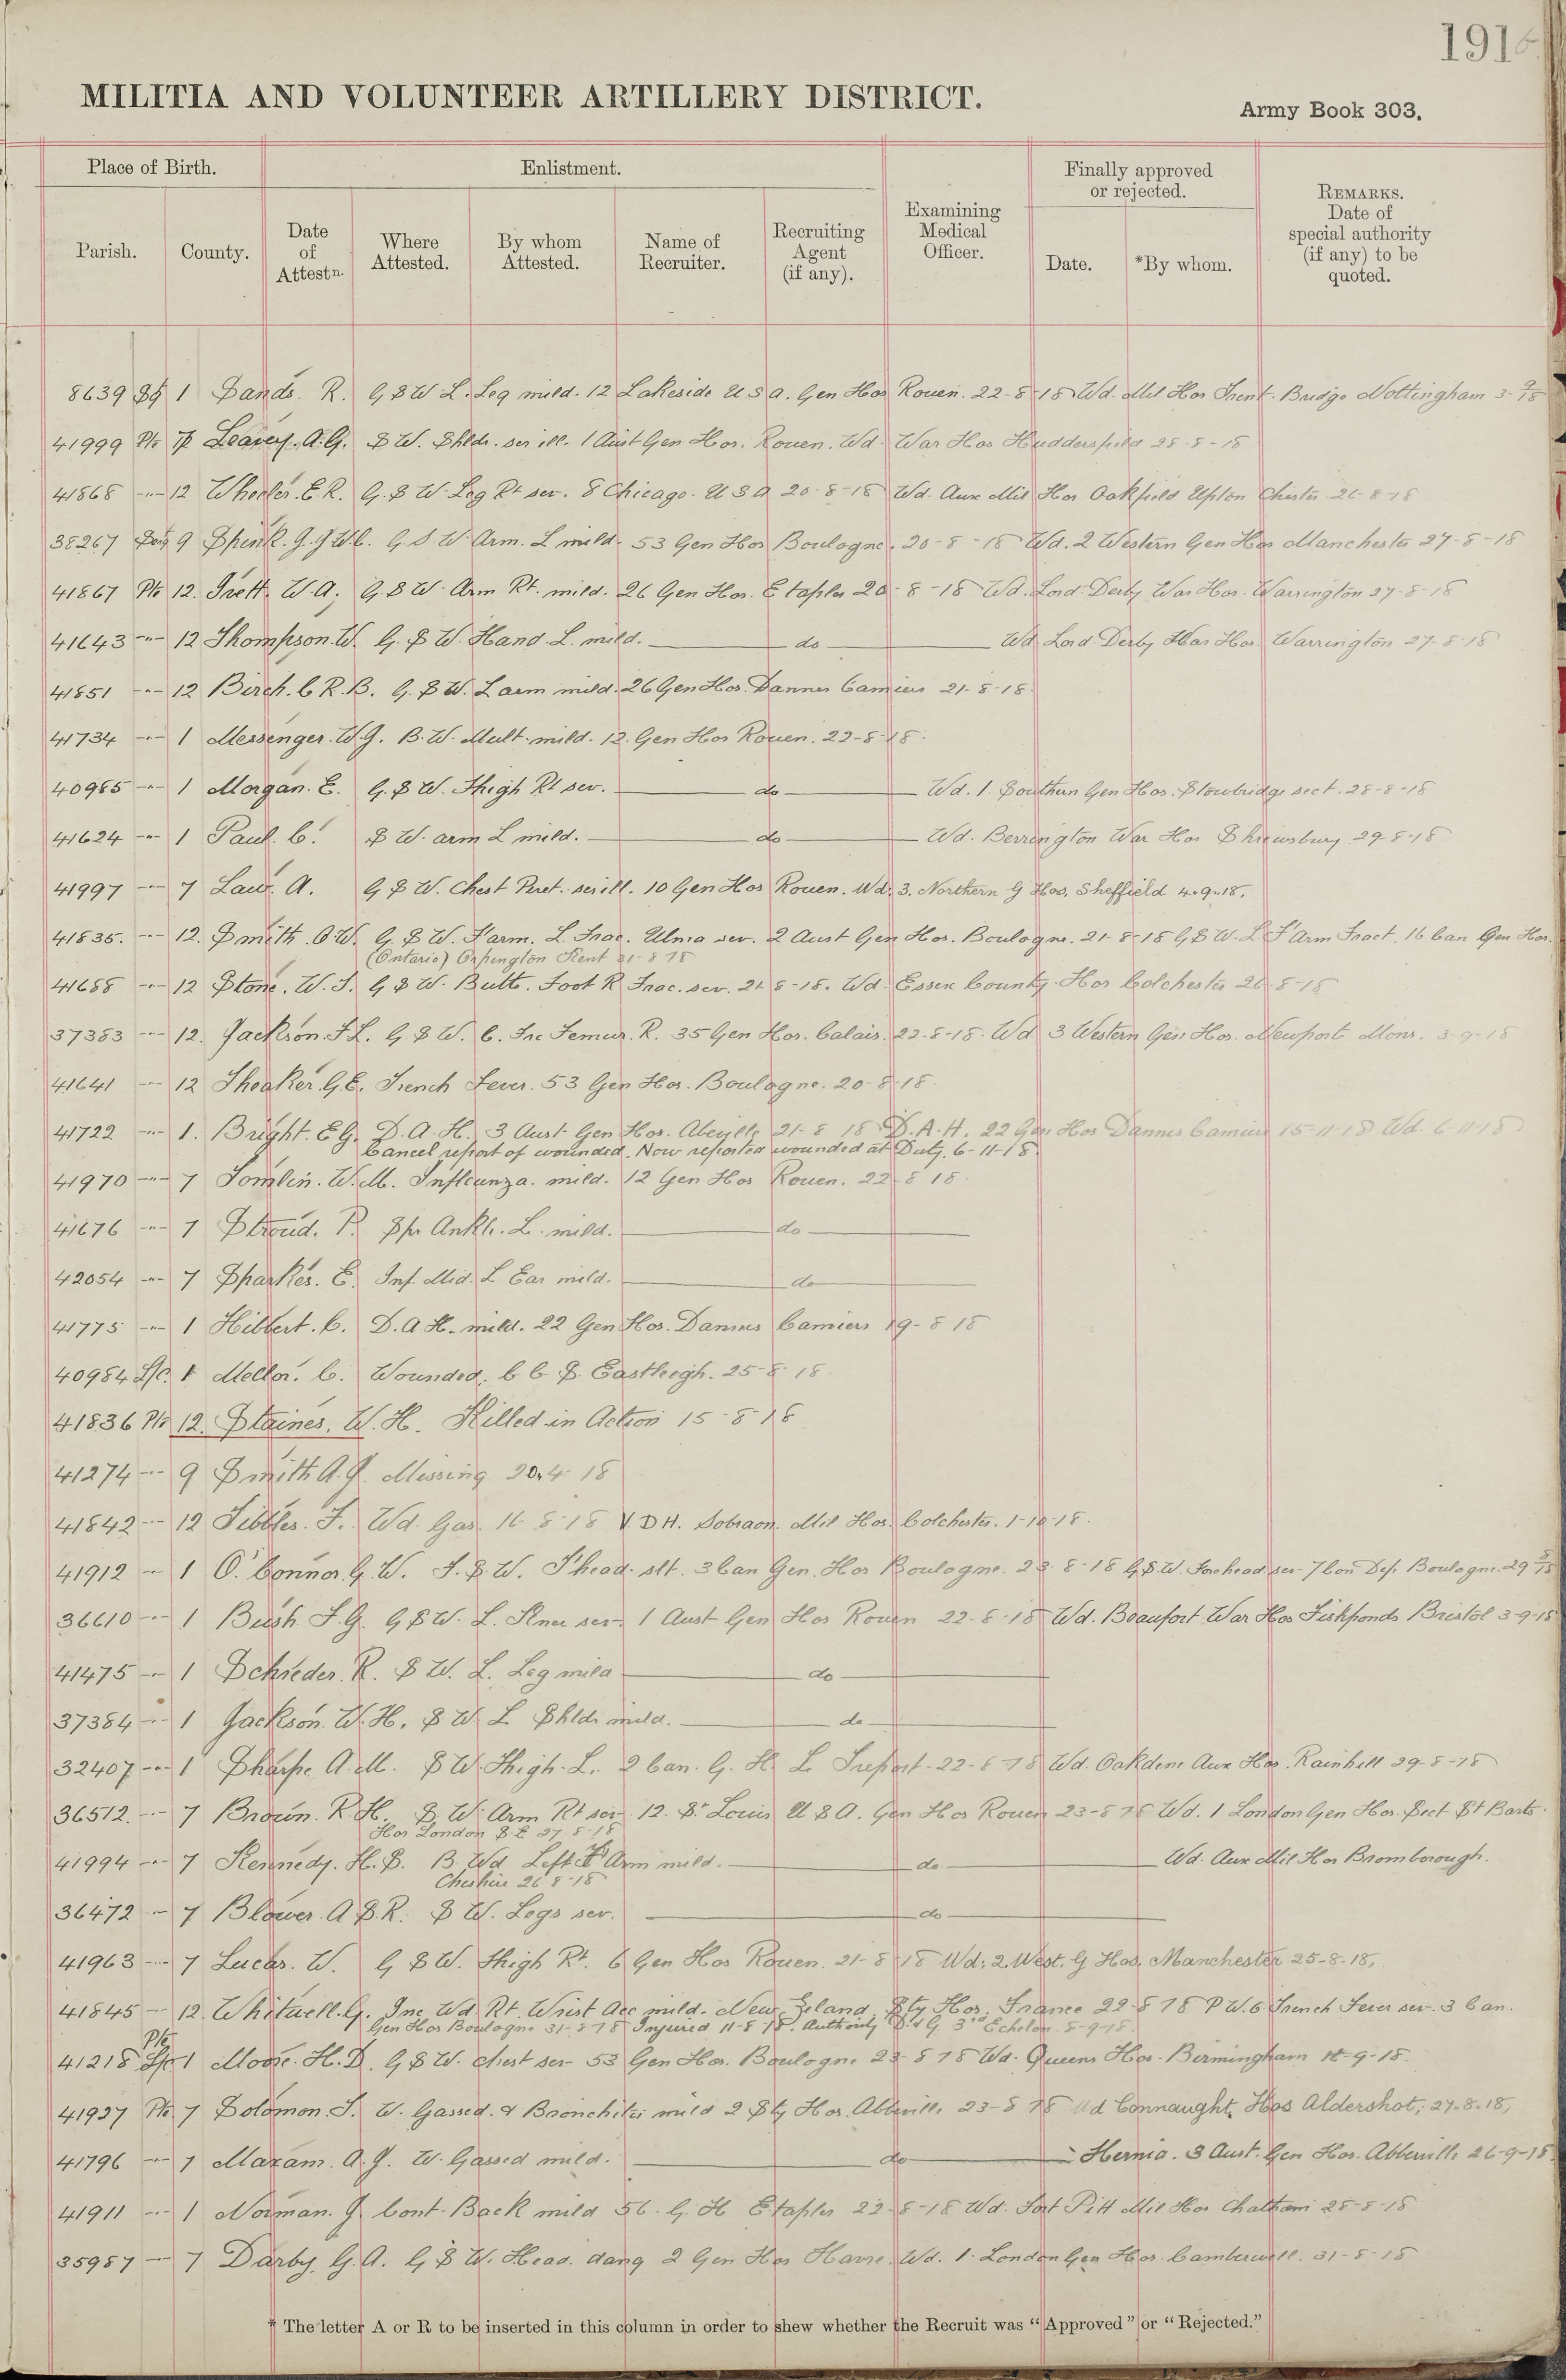 191
MILITIA AND VOLUNTEER ARTILLERY DISTRICT.
Army Book 303.
Place of Birth.
Enlistment.
Finally approved or rejected.
Parish.
County.
Date of Attestn.
Where Attested.
By whom Attested.
Name of Recruiter.
Recruiting Agent (if any).
Examining Medical Officer.
Date.
*By whom.
REMARKS. Date of special authority (if any) to be quoted.
8639 Sgt 1 Sands. R. G S W L. Leg mild. 12 Lakeside U S A. Gen Hos Rouen. 22-8-18 Wd. Mil Hos Trent Bridge Nottingham 3-9/18
41999 Pte 7 Leavey. A.G. S W. Shldr. ser ill. 1 Aust Gen Hos. Rouen. Wd. War Hos Huddersfield 28-8-18
41868 -"- 12 Wheeler. E.R. G. S W. Leg Rt sev. 8 Chicago. U S A 20-8-18 Wd. Aux Mil Hos Oakfield Upton Chester 26-8-18
38267 9 Spink. G. S W Arm. L mild. 53 Gen Hos Boulogne. 20-8-18 Wd. 2 Western Gen Hos Manchester 27-8-18
41867 Pte 12. Trett. W.A. G S W. Arm Rt. mild. 26 Gen Hos. Etaples 20-8-18 Wd. Lord Derby War Hos. Warrington 27-8-18
41643 -"- 12 Thompson. W. G. S W. Hand L. mild. do Wd Lord Derby War Hos Warrington 27-8-18
41851 -"- 12 Birch. C.R.B. G. S W. L arm mild. 26 Gen Hos. Dannes Camiers 21-8-18
41734 -"- 1 Messenger. W.G. B.W. Mult. mild. 12. Gen Hos Rouen. 22-8-18.
40985 -"- 1 Morgan. E. G. S W. Thigh Rt sev. do Wd. 1. Southern Gen Hos. Stourbridge sect. 28-8-18
41624 -"- 1 Paul. C. S W. arm L mild. do Wd. Berrington War Hos Shrewsbury 29-8-18
41997 -"- 7 Law. A. G S W. Chest Penet. ser ill. 10 Gen Hos Rouen. Wd. 3. Northern G Hos. Sheffield 4.9.18.
41835. -"- 12. Smith. O.W. G. S W. F'arm. L. Frac. Ulna sev. 2 Aust Gen Hos. Boulogne. 21-8-18 G S W. L. F'Arm Fract. 16 Can Gen Hos.
(Ontario) Orpington Kent 31-8-18
41688 -"- 12 Stone. W.J. G S W. Butt. Foot R Frac. sev. 21-8-18. Wd. Essex County Hos Colchester 26-8-18
37383 -"- 12. Jackson. F.L. G S W. C. Frc Femur. R. 35 Gen Hos. Calais. 22-8-18. Wd 3 Western Gen Hos. Newport Mons. 3-9-18
41641 -"- 12 Sheaker. G.E. Trench Fever. 53 Gen Hos. Boulogne. 20-8-18.
41722 -"- 1. Bright. E.G. D.A.H. 3 Aust Gen Hos. Abeville 21-8-18 D.A.H. 22 Gen Hos Dannes Camiers 15-11-18 Wd 6-11-18
Cancel report of wounded. Now reported wounded at Duty. 6-11-18.
41970 -"- 7 Tomlin. W.M. Influenza. mild. 12 Gen Hos Rouen. 22-8-18.
41676 -"- 7 Stroud. P. Spr Ankle. L. mild. do
42054 -"- 7 Sparkes. E. Inf. Mid. L Ear mild. do
41775 -"- 1 Hilbert. C. D.A.H. mild. 22 Gen Hos. Dannes Camiers 19-8-18
40984 L/C. 1 Mellor. C. Wounded. C C S. Eastleigh. 25-8-18
41836 Pte 12. Staines. W.H. Killed in Action 15-8-18
41274 -"- 9 Smith A.J. Missing 20.4.18
41842 -"- 12 Tibbles. F. Wd. Gas. 16-8-18 V D H. Sobraon. Mil Hos. Colchester. 1-10-18.
41912 -"- 1 O'Connor. G.W. S W. F'head. slt. 3 Can Gen. Hos Boulogne. 23-8-18 G S W. Forehead sev. 7 Con Dep. Boulogne. 29 8/18
36610 -"- 1 Bush F.G. G S W. L. Knee sev. 1 Aust Gen Hos Rouen 22-8-18 Wd. Beaufort War Hos Fishponds Bristol 3-9-18
41475 -"- 1 Schieder. R. S W. L. Leg mild do
37384 -"- 1 Jackson. W.H. S W L Shldr mild. do
32407 -"- 1 Sharpe A.M. S W. Thigh. L. 2 Can. G. H. L Treport. 22-8-18 Wd. Oakdene Aux Hos. Rainhill 29-8-18
36512. -"- 7 Brown. R.H. S W. Arm Rt sev. 12. St Louis U S A. Gen Hos Rouen 23-8-18 Wd. 1 London Gen Hos. Sect St Barts.
Hos London S.E 27-8-18
41994 -"- 7 Kennedy. H.S. B Wd Left F'Arm mild. do Wd. Aux Mil Hos Bromborough.
Cheshire 26-8-18
36472 -"- 7 Blower. A S.R. S W. Legs sev. do
41963 -"- 7 Lucas. W. G S W. Thigh Rt. 6 Gen Hos Rouen. 21-8-18 Wd. 2. West. G Hos. Manchester 25-8-18.
41845 -"- 12. Whitwell. G. Inc Wd Rt. Wrist Acc mild. New Zeland Sty Hos. France 22-8-18 P.W.6 Trench Fever sev. 3 Can.
Gen Hos Boulogne 31-8-18 Injured 11-8-18. Authority 3rd Echelon. 8-9-18.
Pte
41218 L/c 1 Moore. H.D. G S W. chest sev. 53 Gen Hos. Boulogne 23-8-18 Wd. Queens Hos. Birmingham 18-9-18.
41927 Pte 7 Solomon. S. W. Gassed. & Bronchitis mild 2 Sty Hos. Abbeville 23-8-18 Wd Connaught. Hos Aldershot, 27.8.18,
41796 -"- 7 Maxam. A.J. W. Gassed mild. do Hernia. 3 Aust. Gen Hos. Abbeville 26-9-18
41911 -"- 1 Norman. J. Cont. Back mild 56. G. H Etaples 22-8-18 Wd. Fort Pitt Mil Hos Chatham 28-8-18
35987 -"- 7 Darby. G.A. G S W. Head. dang 2 Gen Hos Havre. Wd. 1. London Gen Hos. Camberwell. 31-8-18
* The letter A or R to be inserted in this column in order to shew whether the Recruit was "Approved" or "Rejected."